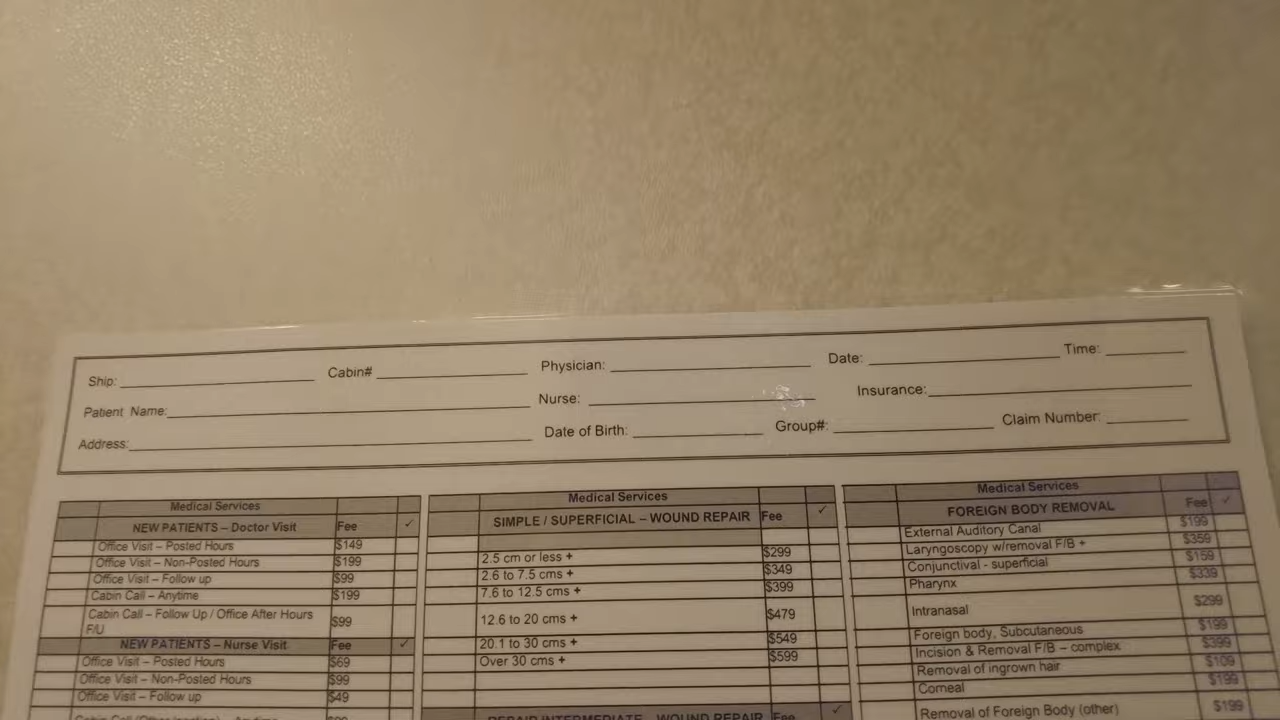 Ship: Cabin# Physician: Date: Time:
Patient Name: Nurse: Insurance:
Address: Date of Birth: Group#: Claim Number:
Medical Services
NEW PATIENTS – Doctor Visit Fee ✓
Office Visit – Posted Hours $149
Office Visit – Non-Posted Hours $199
Office Visit – Follow up $99
Cabin Call – Anytime $199
Cabin Call – Follow Up / Office After Hours
F/U $99
NEW PATIENTS – Nurse Visit Fee ✓
Office Visit – Posted Hours $69
Office Visit – Non-Posted Hours $99
Office Visit – Follow up $49
Medical Services
SIMPLE / SUPERFICIAL – WOUND REPAIR Fee ✓
2.5 cm or less + $299
2.6 to 7.5 cms + $349
7.6 to 12.5 cms + $399
12.6 to 20 cms + $479
20.1 to 30 cms + $549
Over 30 cms + $599
REPAIR INTERMEDIATE – WOUND REPAIR Fee ✓
Medical Services
FOREIGN BODY REMOVAL Fee ✓
External Auditory Canal $199
Laryngoscopy w/removal F/B + $359
Conjunctival - superficial $159
Pharynx $339
Intranasal $299
Foreign body, Subcutaneous $199
Incision & Removal F/B – complex $399
Removal of ingrown hair $109
Corneal $199
Removal of Foreign Body (other) $199